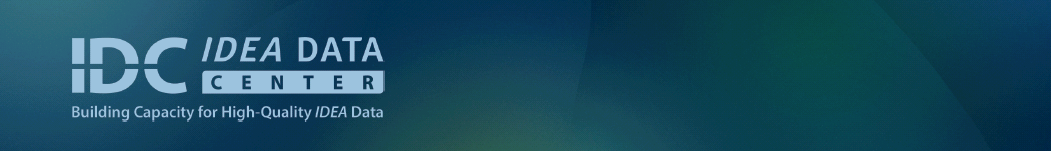 IDC IDEA DATA
CENTER
Building Capacity for High-Quality IDEA Data